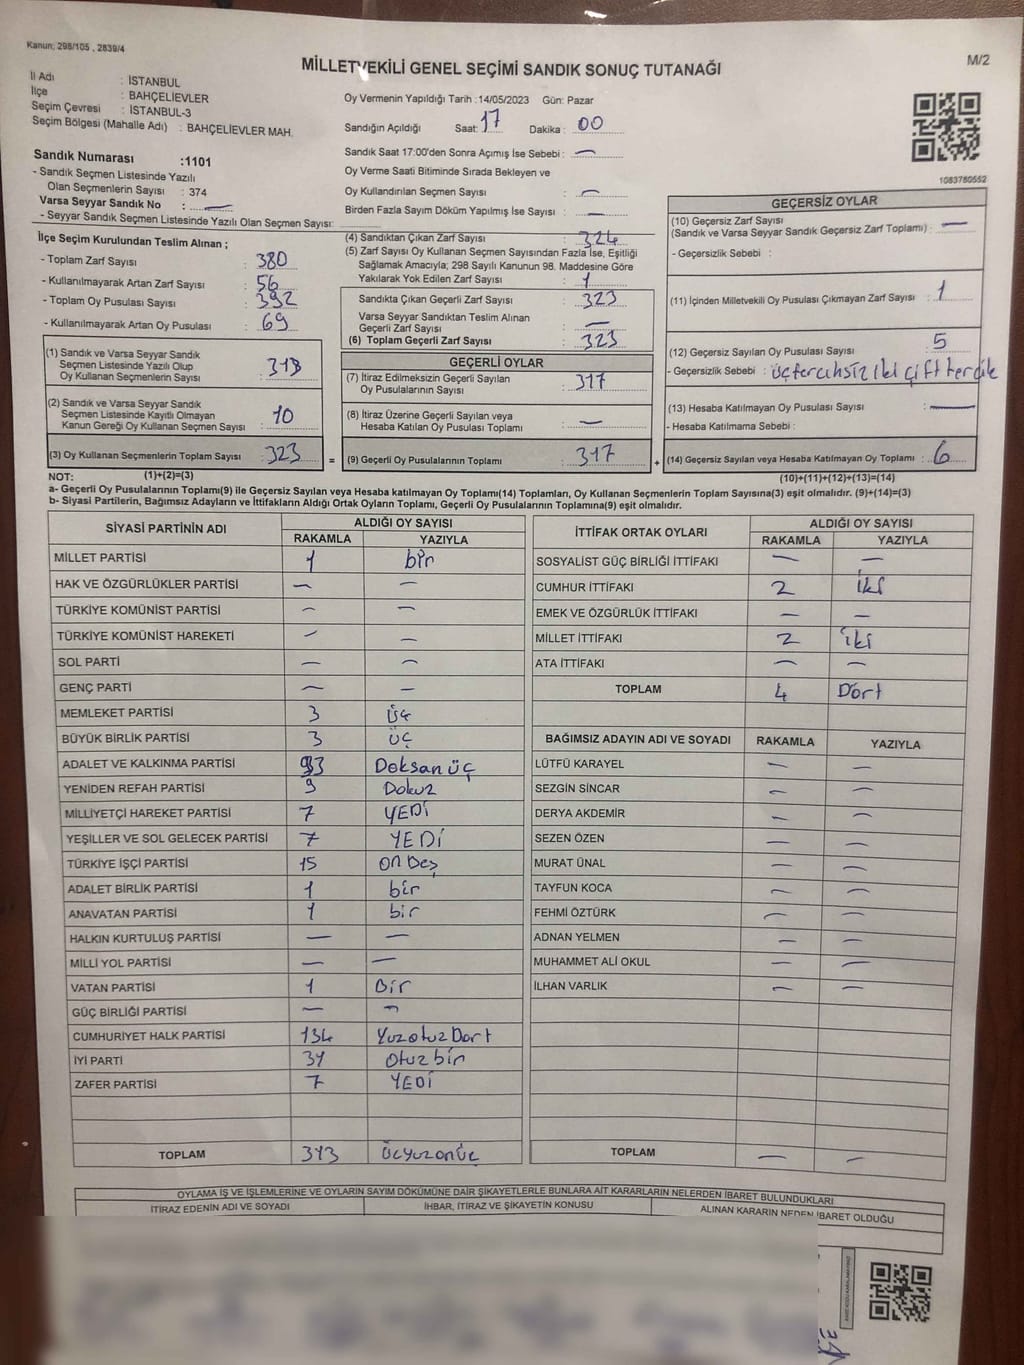 Kanun; 298/105 , 2839/4
M/2
MİLLETVEKİLİ GENEL SEÇİMİ SANDIK SONUÇ TUTANAĞI
İl Adı : İSTANBUL
İlçe : BAHÇELİEVLER
Seçim Çevresi : İSTANBUL-3
Seçim Bölgesi (Mahalle Adı) : BAHÇELİEVLER MAH.
Sandık Numarası :1101
- Sandık Seçmen Listesinde Yazılı
Olan Seçmenlerin Sayısı : 374
Varsa Seyyar Sandık No : —
- Seyyar Sandık Seçmen Listesinde Yazılı Olan Seçmen Sayısı:
Oy Vermenin Yapıldığı Tarih :14/05/2023 Gün: Pazar
Sandığın Açıldığı Saat: 17 Dakika : 00
Sandık Saat 17:00'den Sonra Açımış İse Sebebi : —
Oy Verme Saati Bitiminde Sırada Bekleyen ve
Oy Kullandırılan Seçmen Sayısı : —
Birden Fazla Sayım Döküm Yapılmış İse Sayısı : —
1083780552
İlçe Seçim Kurulundan Teslim Alınan ;
- Toplam Zarf Sayısı : 380
- Kullanılmayarak Artan Zarf Sayısı : 56
- Toplam Oy Pusulası Sayısı : 392
- Kullanılmayarak Artan Oy Pusulası : 69
(1) Sandık ve Varsa Seyyar Sandık
Seçmen Listesinde Yazılı Olup
Oy Kullanan Seçmenlerin Sayısı : 313
(2) Sandık ve Varsa Seyyar Sandık
Seçmen Listesinde Kayıtlı Olmayan
Kanun Gereği Oy Kullanan Seçmen Sayısı : 10
(3) Oy Kullanan Seçmenlerin Toplam Sayısı : 323
(1)+(2)=(3)
(4) Sandıktan Çıkan Zarf Sayısı : 324
(5) Zarf Sayısı Oy Kullanan Seçmen Sayısından Fazla İse, Eşitliği
Sağlamak Amacıyla; 298 Sayılı Kanunun 98. Maddesine Göre
Yakılarak Yok Edilen Zarf Sayısı : 1
Sandıkta Çıkan Geçerli Zarf Sayısı : 323
Varsa Seyyar Sandıktan Teslim Alınan
Geçerli Zarf Sayısı : —
(6) Toplam Geçerli Zarf Sayısı : 323
GEÇERLİ OYLAR
(7) İtiraz Edilmeksizin Geçerli Sayılan
Oy Pusulalarının Sayısı : 317
(8) İtiraz Üzerine Geçerli Sayılan veya
Hesaba Katılan Oy Pusulası Toplamı : —
= (9) Geçerli Oy Pusulalarının Toplamı : 317
GEÇERSİZ OYLAR
(10) Geçersiz Zarf Sayısı
(Sandık ve Varsa Seyyar Sandık Geçersiz Zarf Toplamı) : —
- Geçersizlik Sebebi :
(11) İçinden Milletvekili Oy Pusulası Çıkmayan Zarf Sayısı : 1
(12) Geçersiz Sayılan Oy Pusulası Sayısı : 5
- Geçersizlik Sebebi : üç tercihsiz iki çift tercik
(13) Hesaba Katılmayan Oy Pusulası Sayısı : —
- Hesaba Katılmama Sebebi :
+ (14) Geçersiz Sayılan veya Hesaba Katılmayan Oy Toplamı : 6
(10)+(11)+(12)+(13)=(14)
NOT:
a- Geçerli Oy Pusulalarının Toplamı(9) ile Geçersiz Sayılan veya Hesaba katılmayan Oy Toplamı(14) Toplamları, Oy Kullanan Seçmenlerin Toplam Sayısına(3) eşit olmalıdır. (9)+(14)=(3)
b- Siyasi Partilerin, Bağımsız Adayların ve İttifakların Aldığı Ortak Oyların Toplamı, Geçerli Oy Pusulalarının Toplamına(9) eşit olmalıdır.
SİYASİ PARTİNİN ADI ALDIĞI OY SAYISI
RAKAMLA YAZIYLA
MİLLET PARTİSİ 1 bir
HAK VE ÖZGÜRLÜKLER PARTİSİ — —
TÜRKİYE KOMÜNİST PARTİSİ — —
TÜRKİYE KOMÜNİST HAREKETİ — —
SOL PARTİ — —
GENÇ PARTİ — —
MEMLEKET PARTİSİ 3 üç
BÜYÜK BİRLİK PARTİSİ 3 üç
ADALET VE KALKINMA PARTİSİ 93 Doksan üç
YENİDEN REFAH PARTİSİ 9 Dokuz
MİLLİYETÇİ HAREKET PARTİSİ 7 YEDİ
YEŞİLLER VE SOL GELECEK PARTİSİ 7 YEDİ
TÜRKİYE İŞÇİ PARTİSİ 15 on beş
ADALET BİRLİK PARTİSİ 1 bir
ANAVATAN PARTİSİ 1 bir
HALKIN KURTULUŞ PARTİSİ — —
MİLLİ YOL PARTİSİ — —
VATAN PARTİSİ 1 Bir
GÜÇ BİRLİĞİ PARTİSİ — —
CUMHURİYET HALK PARTİSİ 134 Yuzotuz Dört
İYİ PARTİ 31 otuz bir
ZAFER PARTİSİ 7 YEDİ
TOPLAM 313 üçyuzonüç
İTTİFAK ORTAK OYLARI ALDIĞI OY SAYISI
RAKAMLA YAZIYLA
SOSYALİST GÜÇ BİRLİĞİ İTTİFAKI — —
CUMHUR İTTİFAKI 2 iki
EMEK VE ÖZGÜRLÜK İTTİFAKI — —
MİLLET İTTİFAKI 2 iki
ATA İTTİFAKI — —
TOPLAM 4 Dört
BAĞIMSIZ ADAYIN ADI VE SOYADI RAKAMLA YAZIYLA
LÜTFÜ KARAYEL — —
SEZGİN SİNCAR — —
DERYA AKDEMİR — —
SEZEN ÖZEN — —
MURAT ÜNAL — —
TAYFUN KOCA — —
FEHMİ ÖZTÜRK — —
ADNAN YELMEN — —
MUHAMMET ALİ OKUL — —
İLHAN VARLIK — —
TOPLAM — —
OYLAMA İŞ VE İŞLEMLERİNE VE OYLARIN SAYIM DÖKÜMÜNE DAİR ŞİKAYETLERLE BUNLARA AİT KARARLARIN NELERDEN İBARET BULUNDUKLARI
İTİRAZ EDENİN ADI VE SOYADI İHBAR, İTİRAZ VE ŞİKAYETİN KONUSU ALINAN KARARIN NEDEN İBARET OLDUĞU